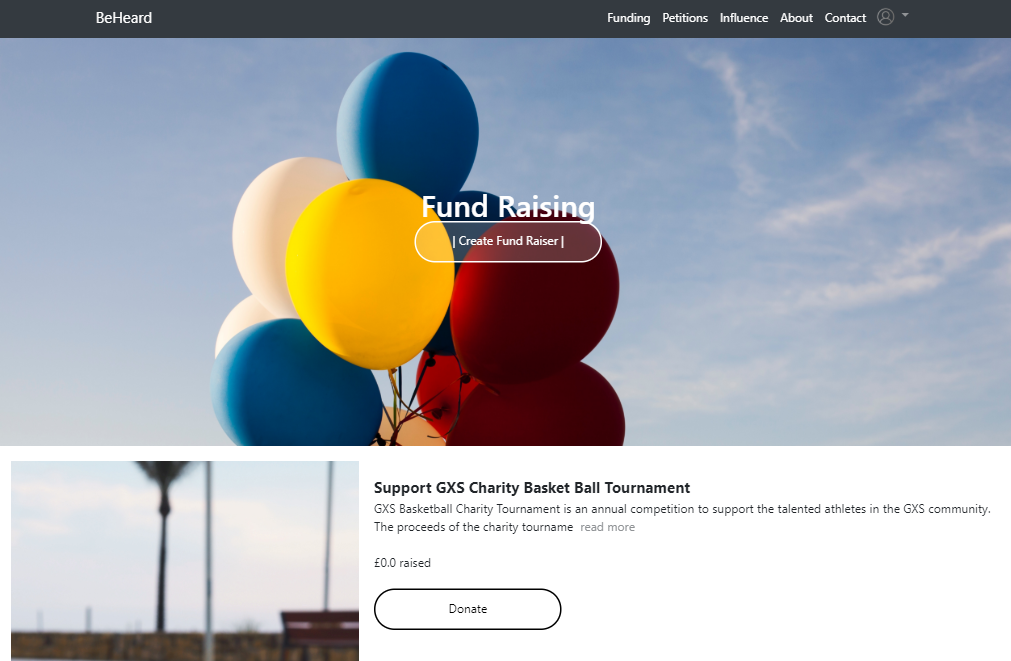 BeHeard
Funding Petitions Influence About Contact
Fund Raising
| Create Fund Raiser |
Support GXS Charity Basket Ball Tournament
GXS Basketball Charity Tournament is an annual competition to support the talented athletes in the GXS community.
The proceeds of the charity tourname read more
£0.0 raised
Donate